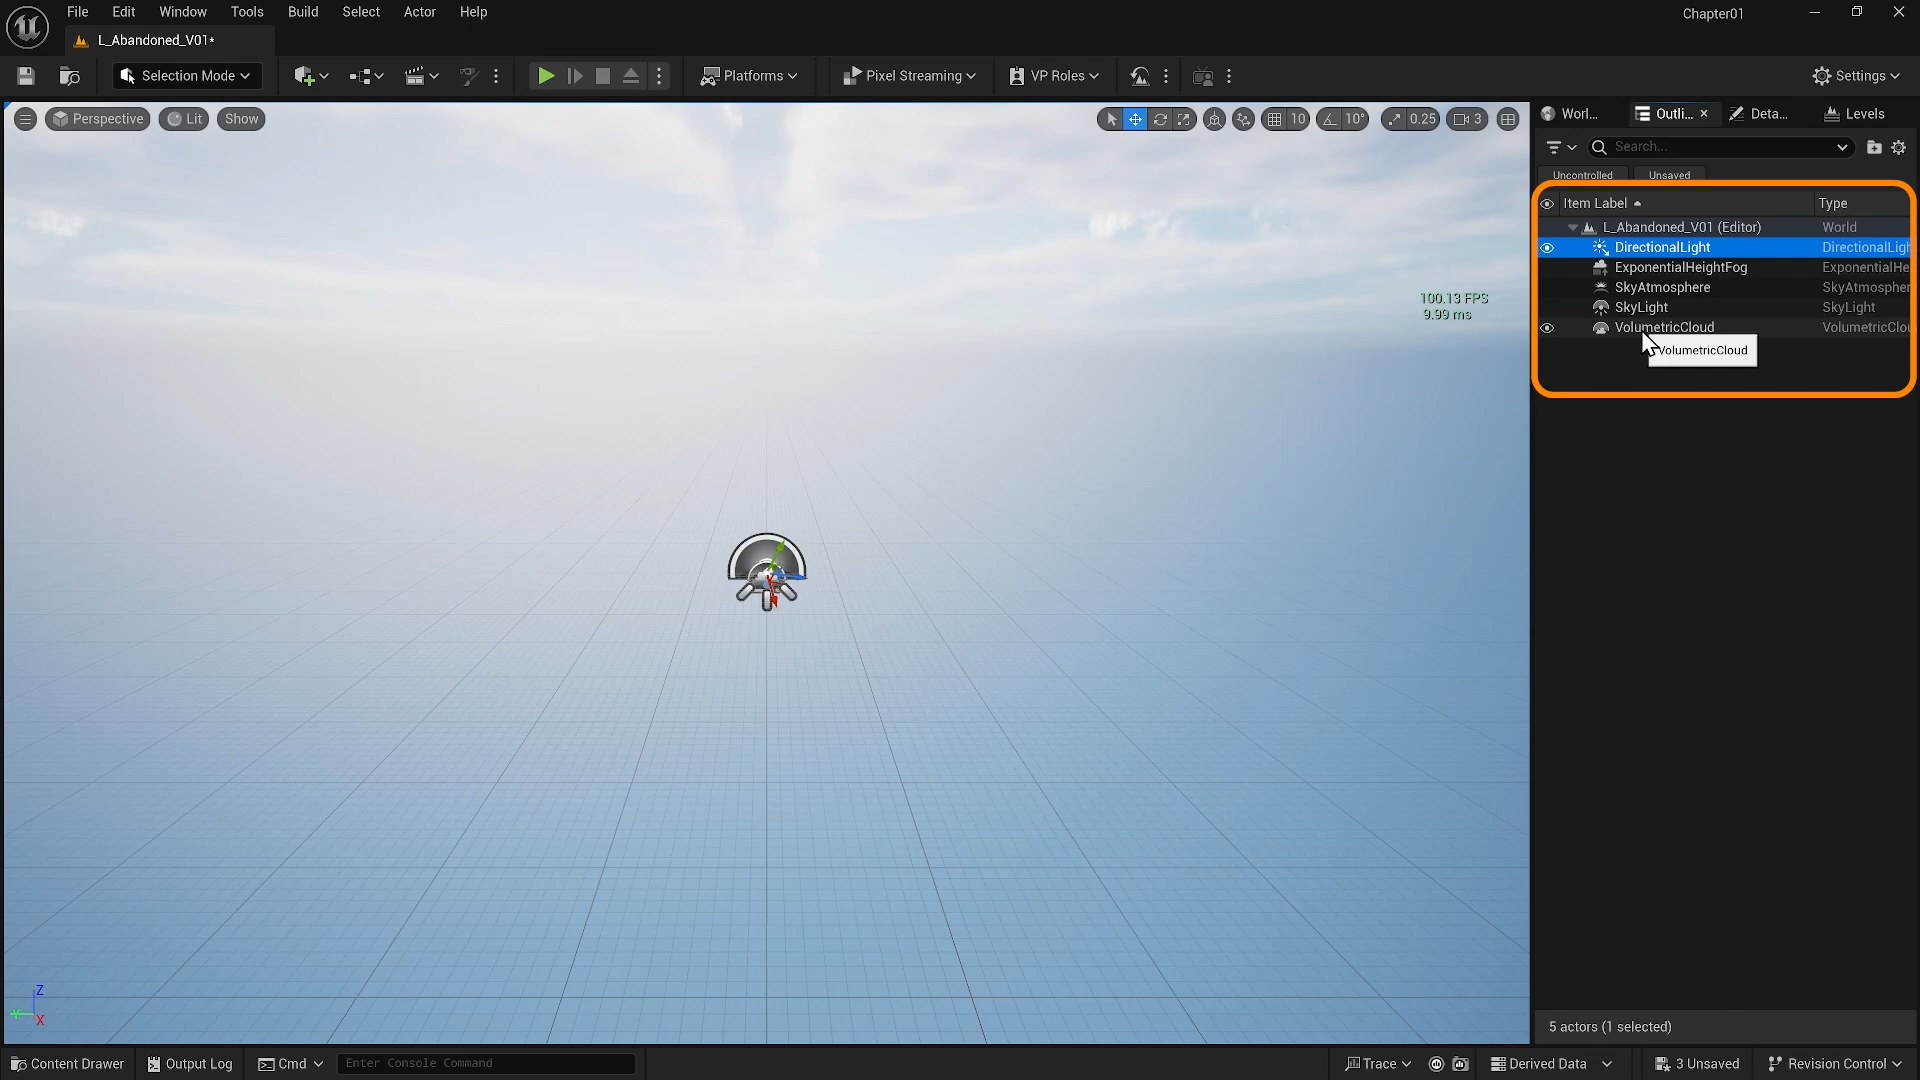 File Edit Window Tools Build Select Actor Help
Chapter01
L_Abandoned_V01*
Selection Mode
Platforms
Pixel Streaming
VP Roles
Settings
Perspective
Lit
Show
10
10°
0.25
3
Worl...
Outli...
Deta...
Levels
Search...
Uncontrolled
Unsaved
Item Label
Type
L_Abandoned_V01 (Editor) World
DirectionalLight DirectionalLigh
ExponentialHeightFog ExponentialHe
SkyAtmosphere SkyAtmospher
SkyLight SkyLight
VolumetricCloud VolumetricClou
VolumetricCloud
100.13 FPS
9.99 ms
Z
Y
X
5 actors (1 selected)
Content Drawer
Output Log
Cmd
Enter Console Command
Trace
Derived Data
3 Unsaved
Revision Control